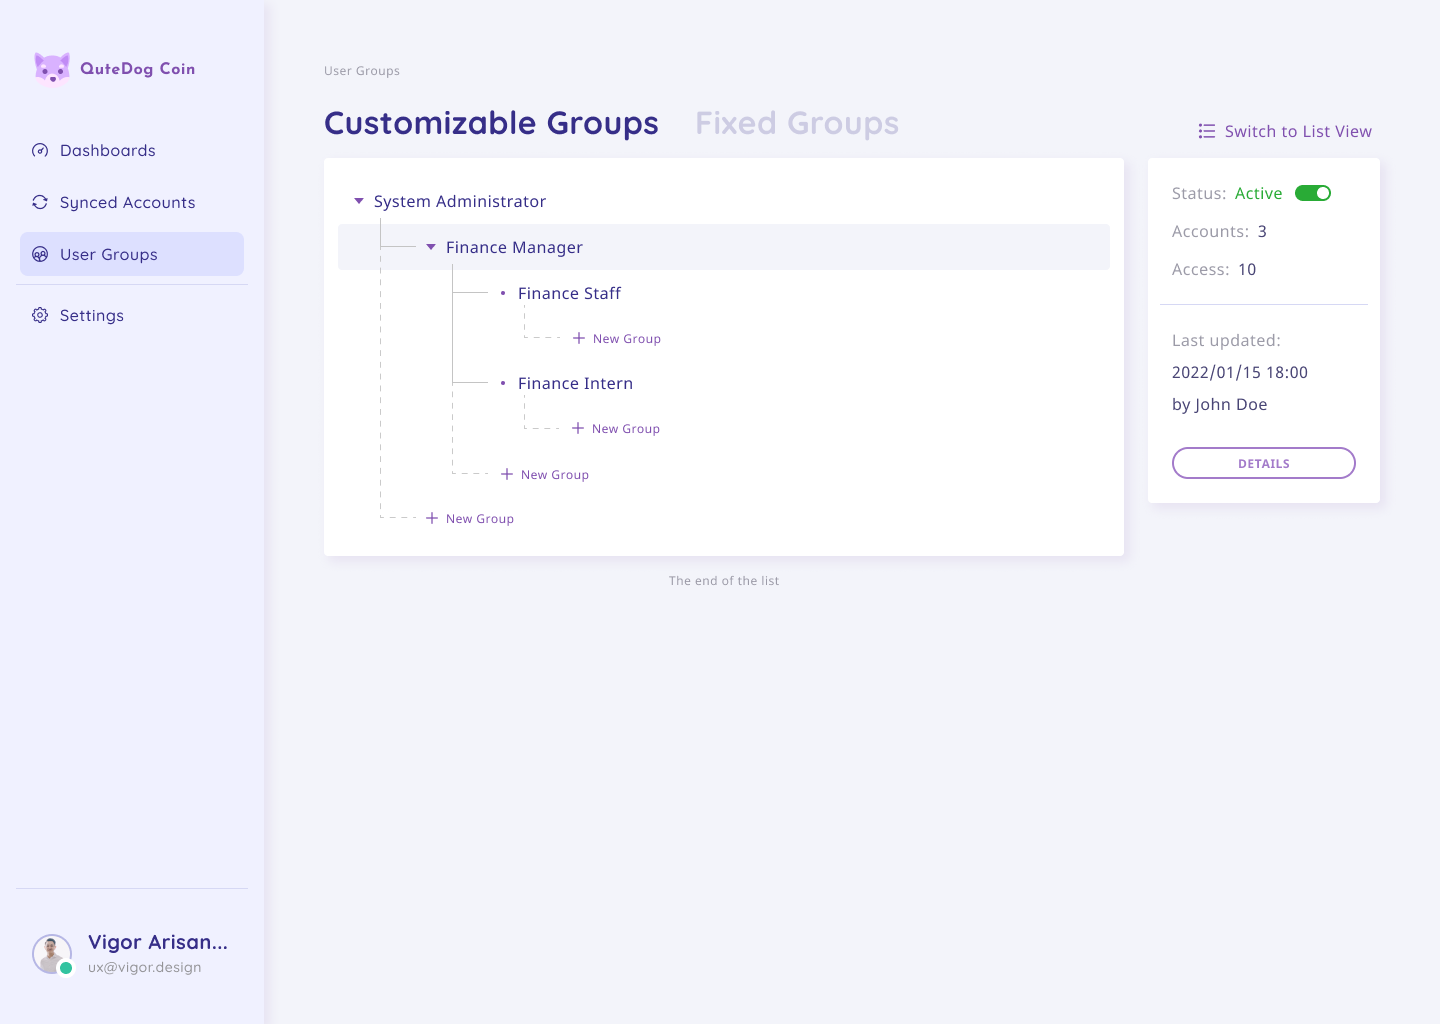 QuteDog Coin
Dashboards
Synced Accounts
User Groups
Settings
Vigor Arisan...
ux@vigor.design
User Groups
Customizable Groups Fixed Groups
Switch to List View
System Administrator
Finance Manager
Finance Staff
New Group
Finance Intern
New Group
New Group
New Group
The end of the list
Status: Active
Accounts: 3
Access: 10
Last updated:
2022/01/15 18:00
by John Doe
DETAILS